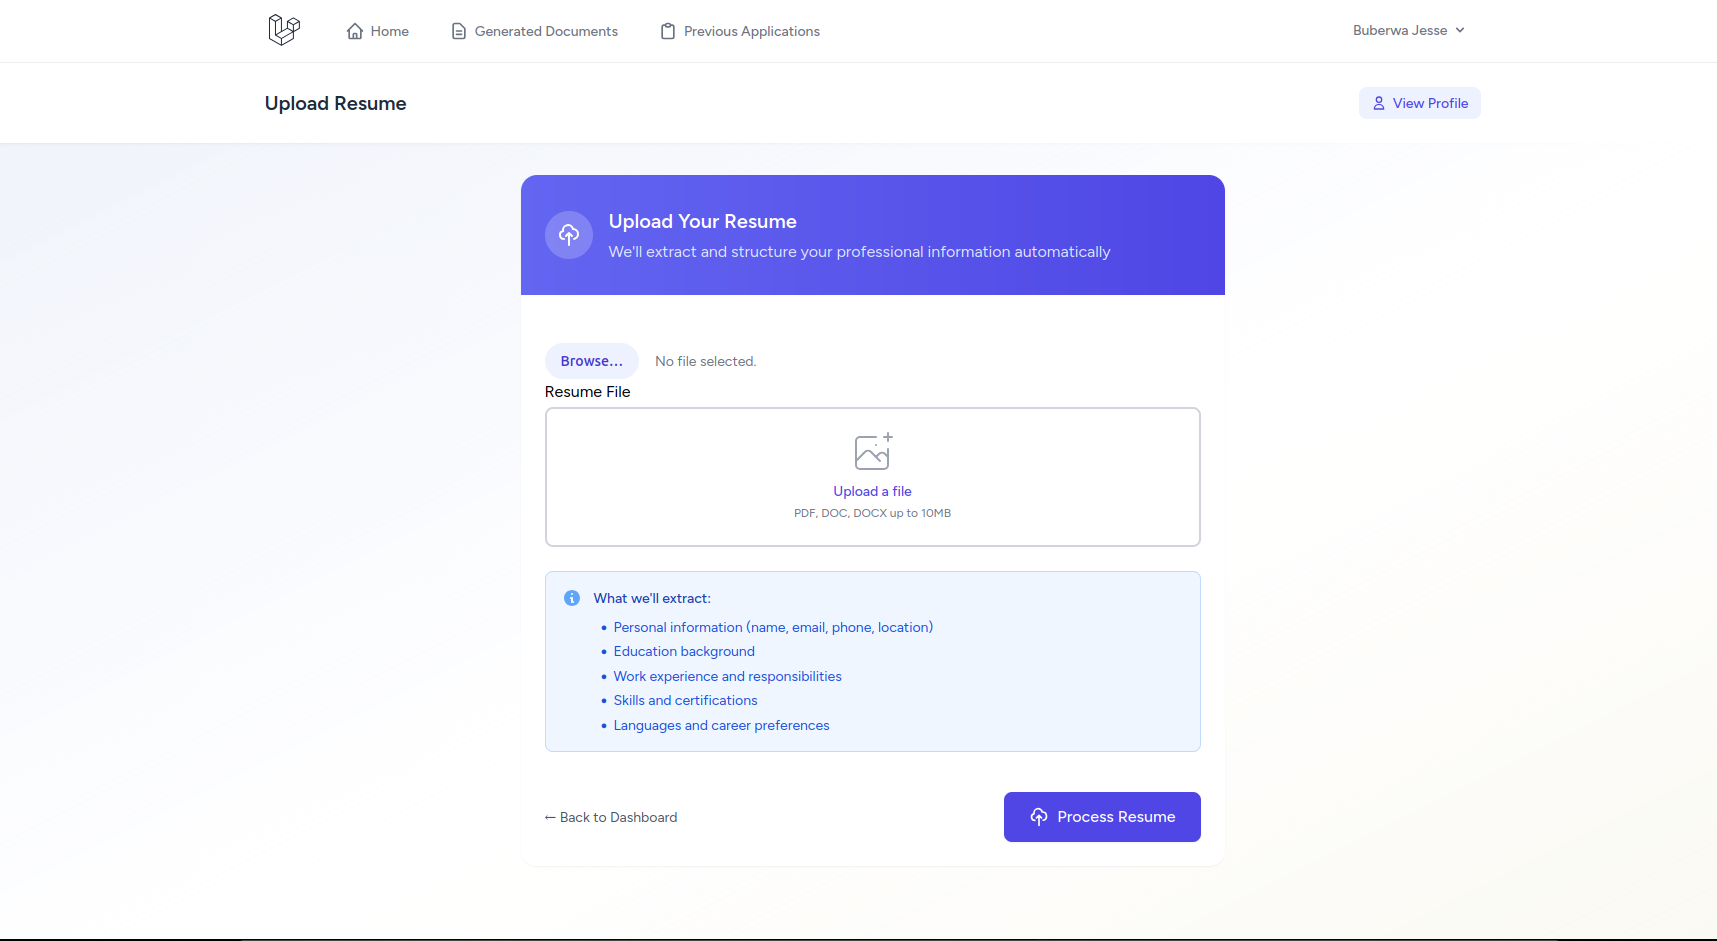 Home
Generated Documents
Previous Applications
Buberwa Jesse
Upload Resume
View Profile
Upload Your Resume
We'll extract and structure your professional information automatically
Browse...
No file selected.
Resume File
Upload a file
PDF, DOC, DOCX up to 10MB
What we'll extract:
• Personal information (name, email, phone, location)
• Education background
• Work experience and responsibilities
• Skills and certifications
• Languages and career preferences
← Back to Dashboard
Process Resume